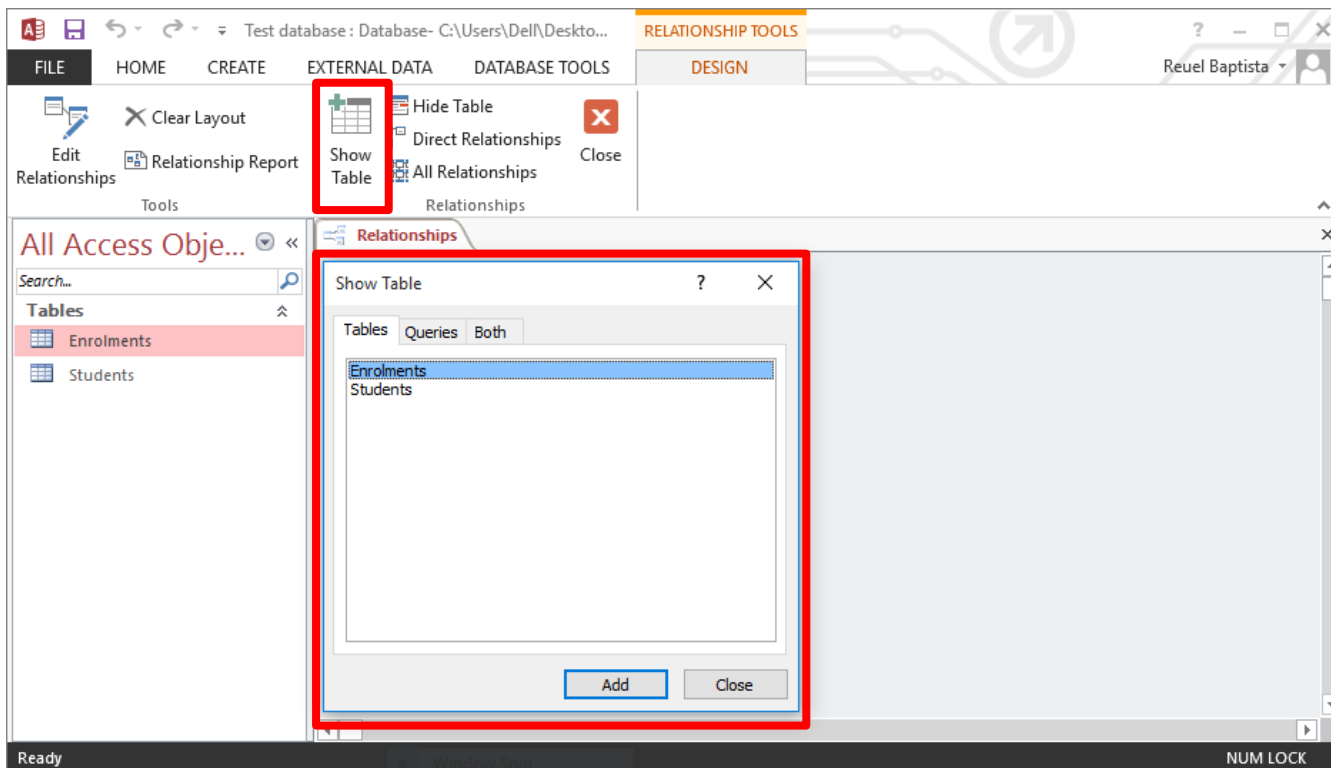 Test database : Database- C:\Users\Dell\Deskto...
RELATIONSHIP TOOLS
?
FILE HOME CREATE EXTERNAL DATA DATABASE TOOLS DESIGN
Reuel Baptista
Edit Relationships
Clear Layout
Relationship Report
Tools
Show Table
Hide Table
Direct Relationships
All Relationships
Close
Relationships
All Access Obje... «
Search...
Tables
Enrolments
Students
Relationships
Show Table ?
Tables Queries Both
Enrolments
Students
Add Close
Ready
Window Snip
NUM LOCK